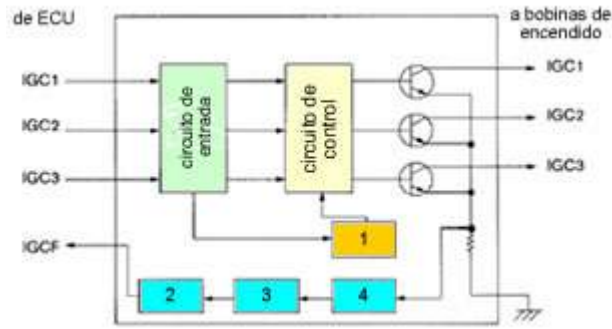 de ECU
a bobinas de
encendido
IGC1
IGC2
IGC3
IGCF
circuito de
entrada
circuito de
control
IGC1
IGC2
IGC3
1
2
3
4